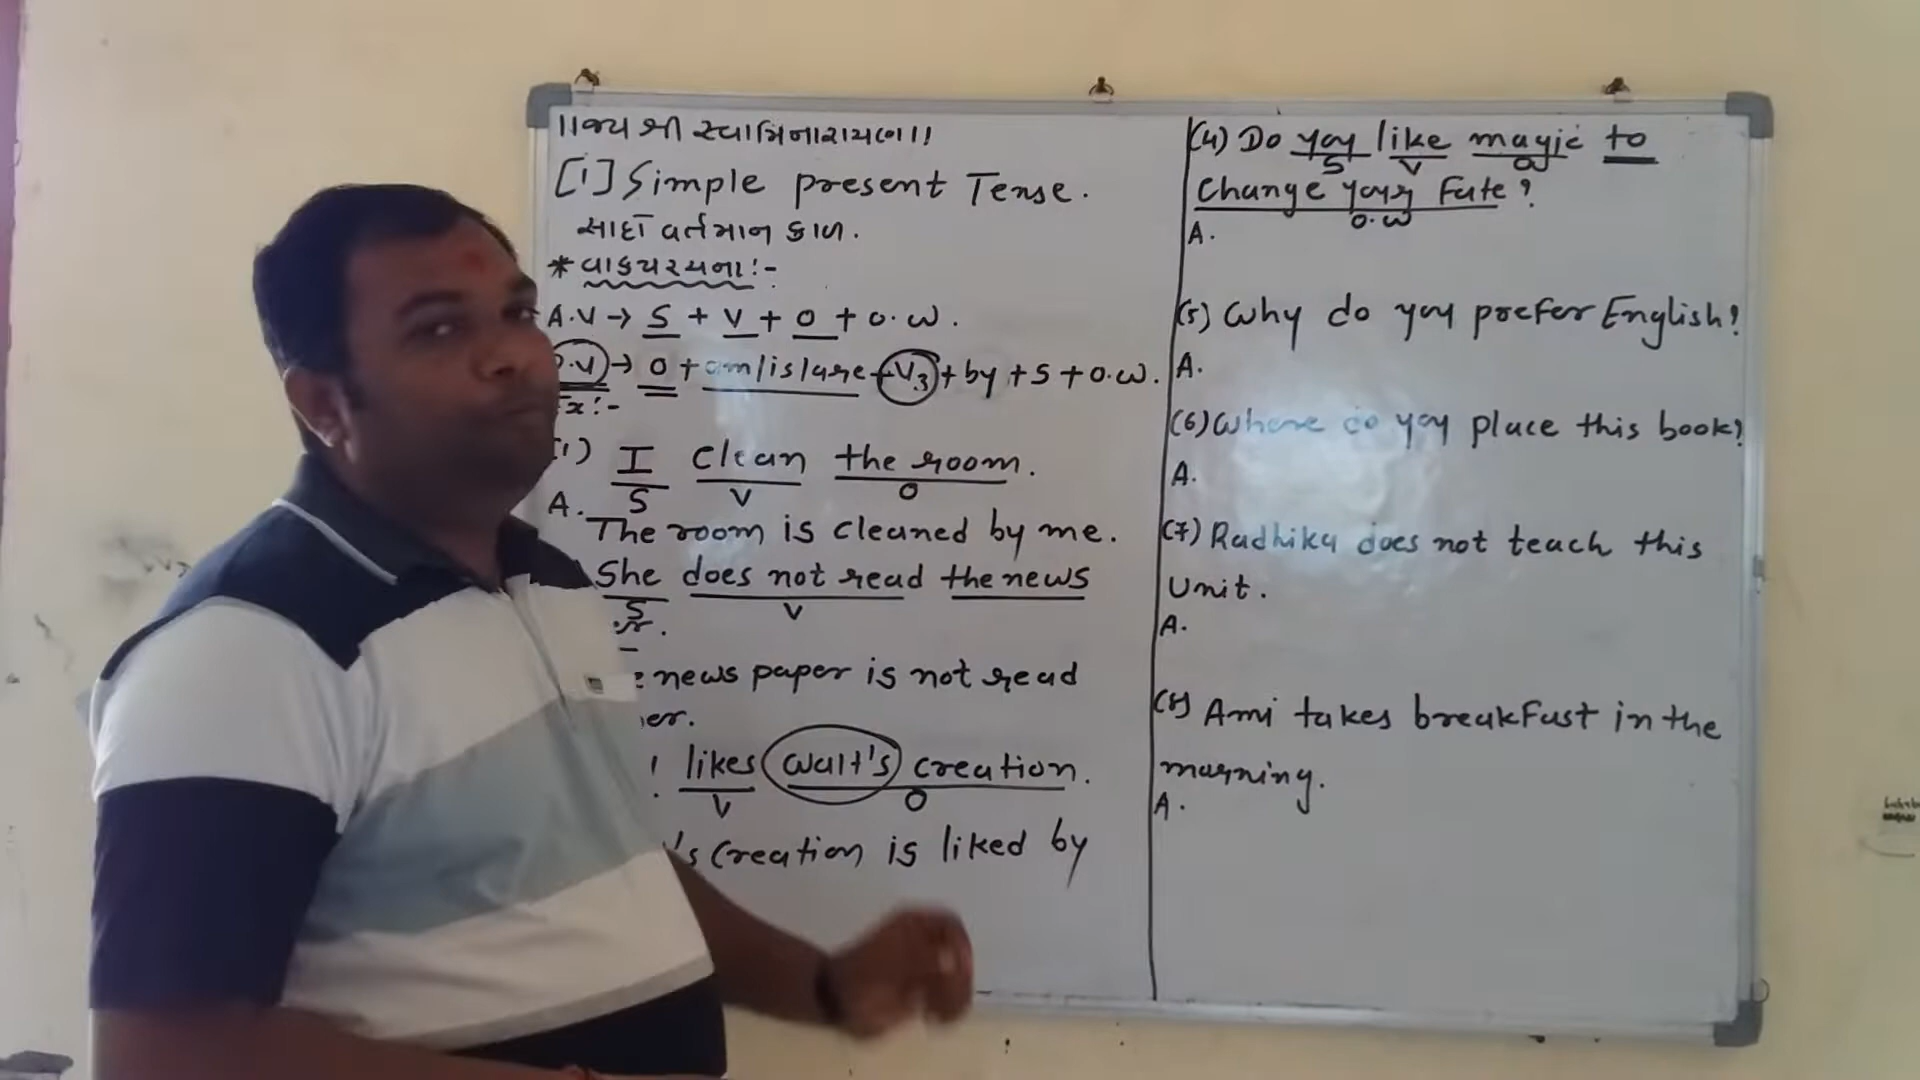 ॥જય શ્રી સ્વામિનારાયણ॥
[1] Simple present Tense.
સાદો વર્તમાન કાળ.
* વાક્યરચના:-
A.V → S + V + O + O.W.
P.V → O + am/is/are + V3 + by + S + O.W.
Ex:-
(1) I clean the room.
S V O
A.
The room is cleaned by me.
She does not read the news
S V
er.
e news paper is not read
her.
likes Walt's creation.
V O
's creation is liked by
(4) Do you like magic to
S V O
change your fate?
O.W
A.
(5) Why do you prefer English?
A.
(6) Where do you place this book?
A.
(7) Radhika does not teach this
Unit.
A.
(8) Ami takes breakfast in the
morning.
A.